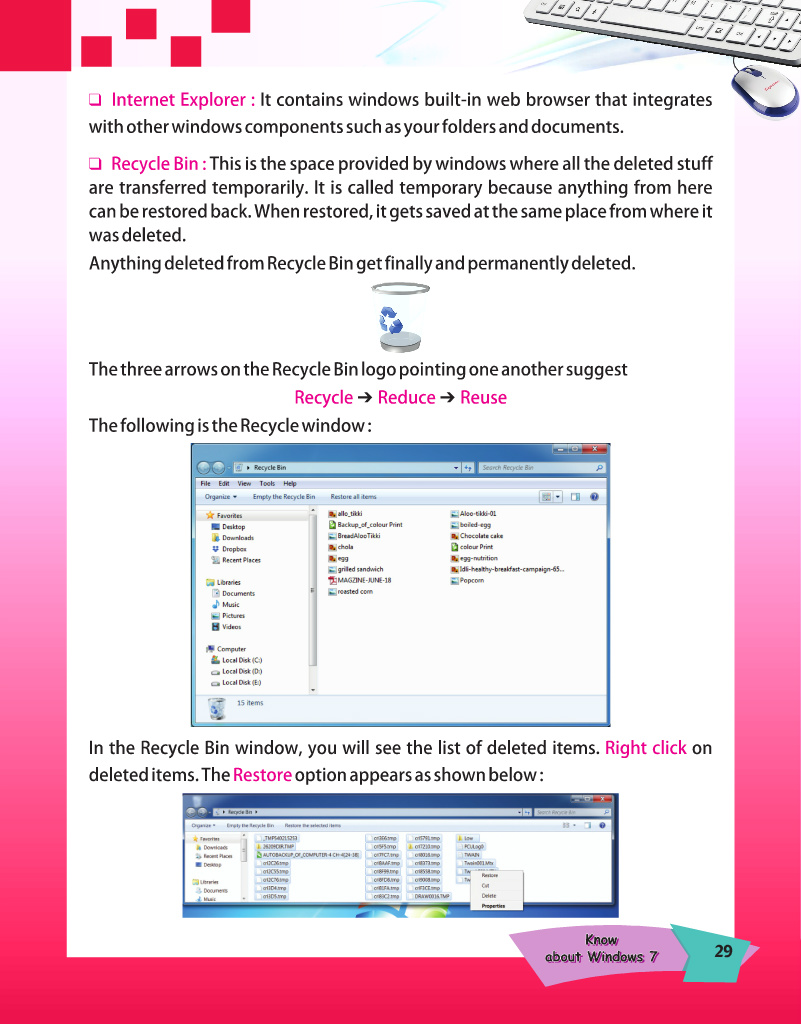 ❑ Internet Explorer : It contains windows built-in web browser that integrates
with other windows components such as your folders and documents.
❑ Recycle Bin : This is the space provided by windows where all the deleted stuff
are transferred temporarily. It is called temporary because anything from here
can be restored back. When restored, it gets saved at the same place from where it
was deleted.
Anything deleted from Recycle Bin get finally and permanently deleted.
The three arrows on the Recycle Bin logo pointing one another suggest
Recycle ➔ Reduce ➔ Reuse
The following is the Recycle window :
Recycle Bin
Search Recycle Bin
File Edit View Tools Help
Organize Empty the Recycle Bin Restore all items
Favorites
Desktop
Downloads
Dropbox
Recent Places
Libraries
Documents
Music
Pictures
Videos
Computer
Local Disk (C:)
Local Disk (D:)
Local Disk (E:)
allo_tikki
Backup_of_colour Print
BreadAlooTikki
chola
egg
grilled sandwich
MAGZINE-JUNE-18
roasted corn
Aloo-tikki-01
boiled-egg
Chocolate cake
colour Print
egg-nutrition
Idli-healthy-breakfast-campaign-65...
Popcorn
15 items
In the Recycle Bin window, you will see the list of deleted items. Right click on
deleted items. The Restore option appears as shown below :
Recycle Bin
Search Recycle Bin
Organize Empty the Recycle Bin Restore the selected items
Favorites
Downloads
Recent Places
Desktop
Libraries
Documents
Music
Low
PCULog0
TWAIN
Twain001.Mtx
Restore
Cut
Delete
Properties
Know
about Windows 7
29